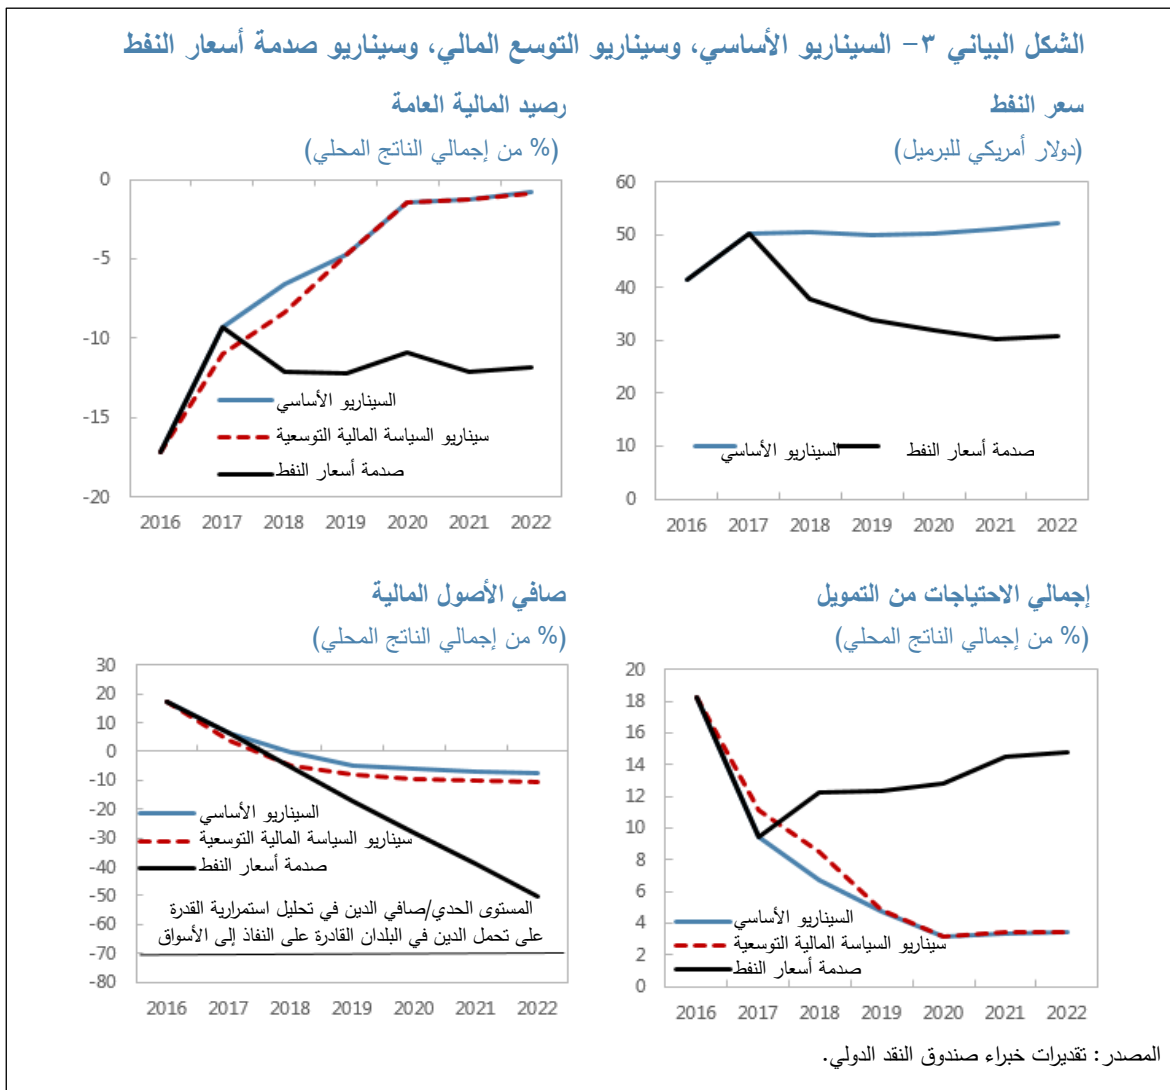 الشكل البياني ٣- السيناريو الأساسي، وسيناريو التوسع المالي، وسيناريو صدمة أسعار النفط
سعر النفط
(دولار أمريكي للبرميل)
60
50
40
30
20
10
0
السيناريو الأساسي
صدمة أسعار النفط
2016 2017 2018 2019 2020 2021 2022
رصيد المالية العامة
(% من إجمالي الناتج المحلي)
0
-5
-10
-15
-20
السيناريو الأساسي
سيناريو السياسة المالية التوسعية
صدمة أسعار النفط
2016 2017 2018 2019 2020 2021 2022
إجمالي الاحتياجات من التمويل
(% من إجمالي الناتج المحلي)
20
18
16
14
12
10
8
6
4
2
0
السيناريو الأساسي
سيناريو السياسة المالية التوسعية
صدمة أسعار النفط
2016 2017 2018 2019 2020 2021 2022
صافي الأصول المالية
(% من إجمالي الناتج المحلي)
30
20
10
0
-10
-20
-30
-40
-50
-60
-70
-80
السيناريو الأساسي
سيناريو السياسة المالية التوسعية
صدمة أسعار النفط
المستوى الحدي/صافي الدين في تحليل استمرارية القدرة
على تحمل الدين في البلدان القادرة على النفاذ إلى الأسواق
2016 2017 2018 2019 2020 2021 2022
المصدر: تقديرات خبراء صندوق النقد الدولي.